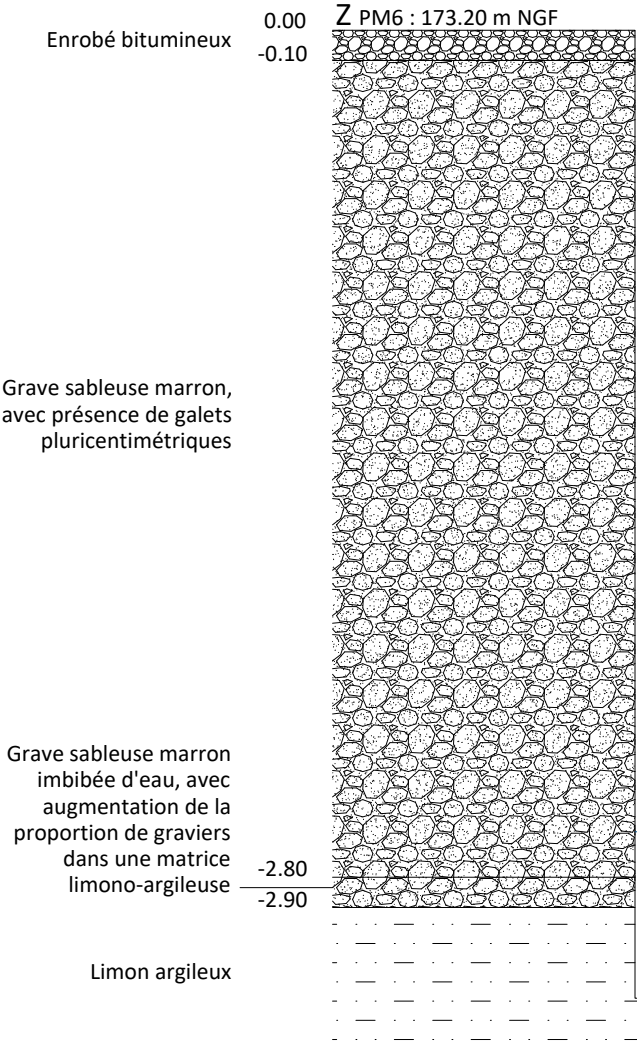 0.00
Z PM6 : 173.20 m NGF
Enrobé bitumineux
-0.10
Grave sableuse marron,
avec présence de galets
pluricentimétriques
Grave sableuse marron
imbibée d'eau, avec
augmentation de la
proportion de graviers
dans une matrice
limono-argileuse
-2.80
-2.90
Limon argileux